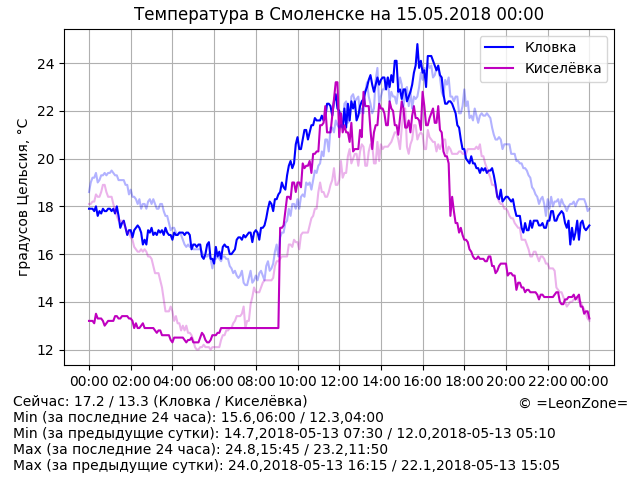 Температура в Смоленске на 15.05.2018 00:00
градусов Цельсия, °C
24
22
20
18
16
14
12
Кловка
Киселёвка
00:00 02:00 04:00 06:00 08:00 10:00 12:00 14:00 16:00 18:00 20:00 22:00 00:00
Сейчас: 17.2 / 13.3 (Кловка / Киселёвка)
© =LeonZone=
Min (за последние 24 часа): 15.6,06:00 / 12.3,04:00
Min (за предыдущие сутки): 14.7,2018-05-13 07:30 / 12.0,2018-05-13 05:10
Max (за последние 24 часа): 24.8,15:45 / 23.2,11:50
Max (за предыдущие сутки): 24.0,2018-05-13 16:15 / 22.1,2018-05-13 15:05